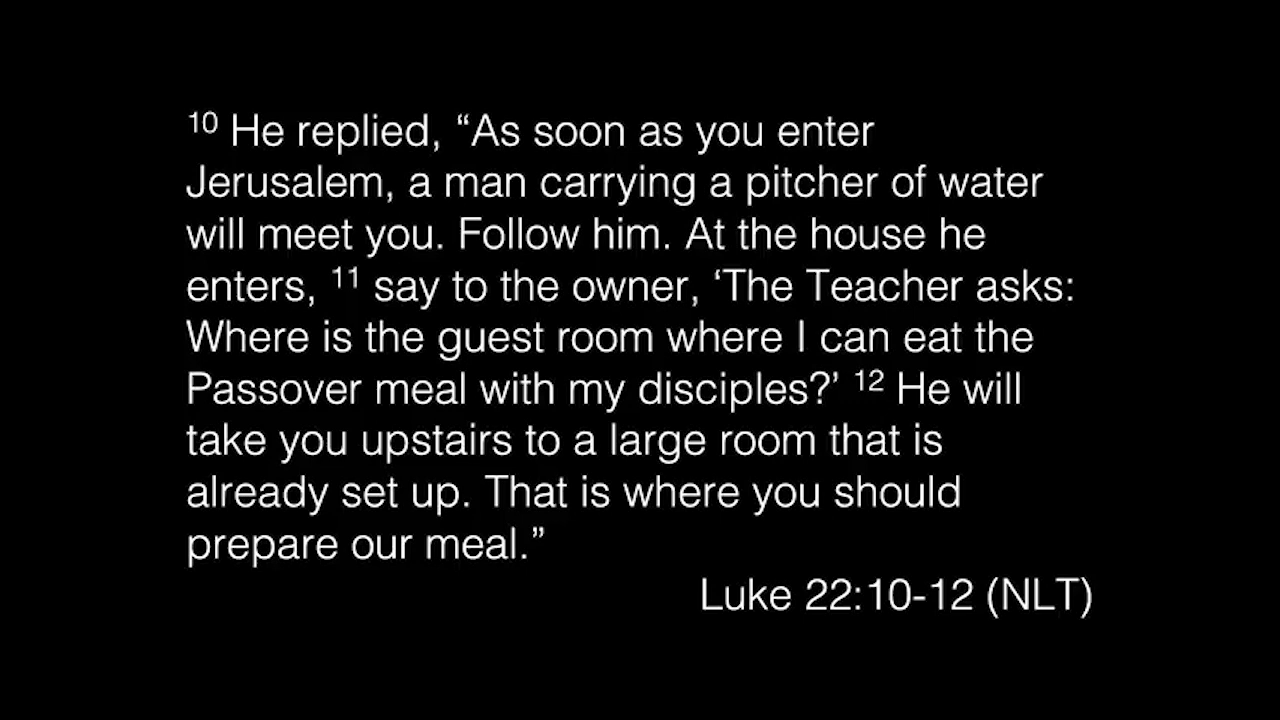 10 He replied, “As soon as you enter
Jerusalem, a man carrying a pitcher of water
will meet you. Follow him. At the house he
enters, 11 say to the owner, ‘The Teacher asks:
Where is the guest room where I can eat the
Passover meal with my disciples?’ 12 He will
take you upstairs to a large room that is
already set up. That is where you should
prepare our meal.”
Luke 22:10-12 (NLT)